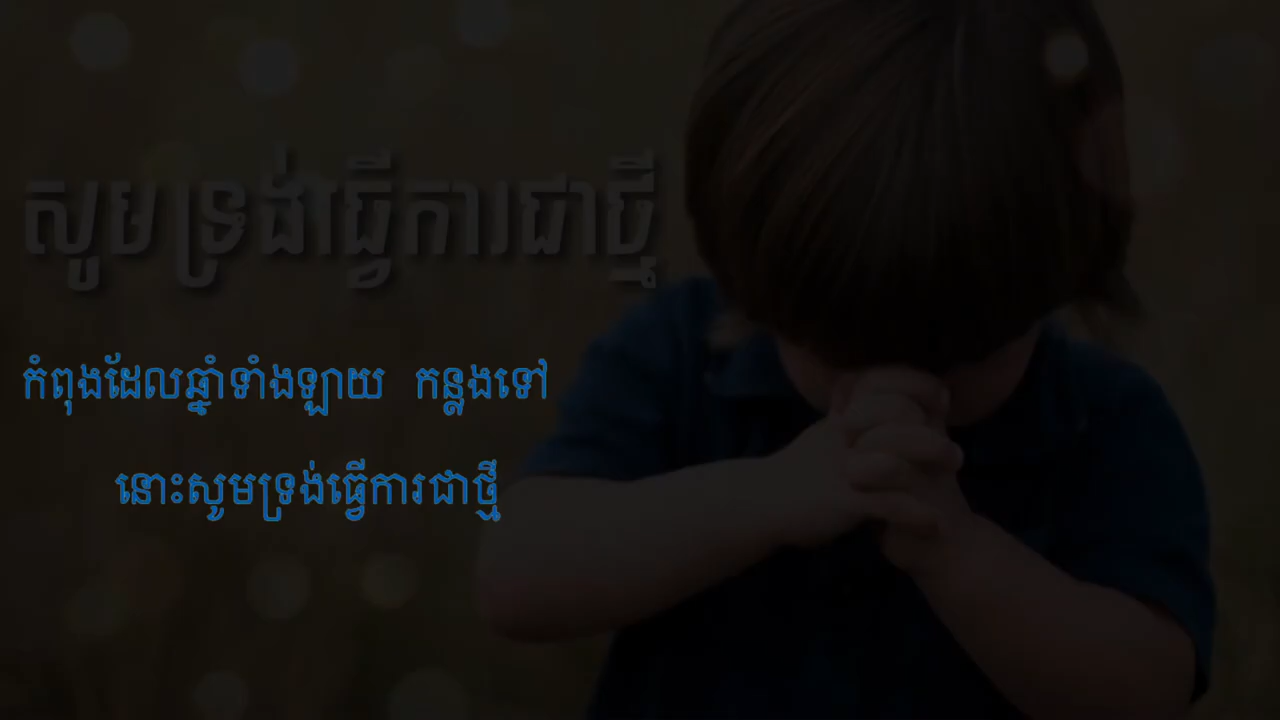 សូមទ្រង់ធ្វើការជាថ្មី
កំពុងដែលឆ្នាំទាំងឡាយ កន្លងទៅ
នោះសូមទ្រង់ធ្វើការជាថ្មី